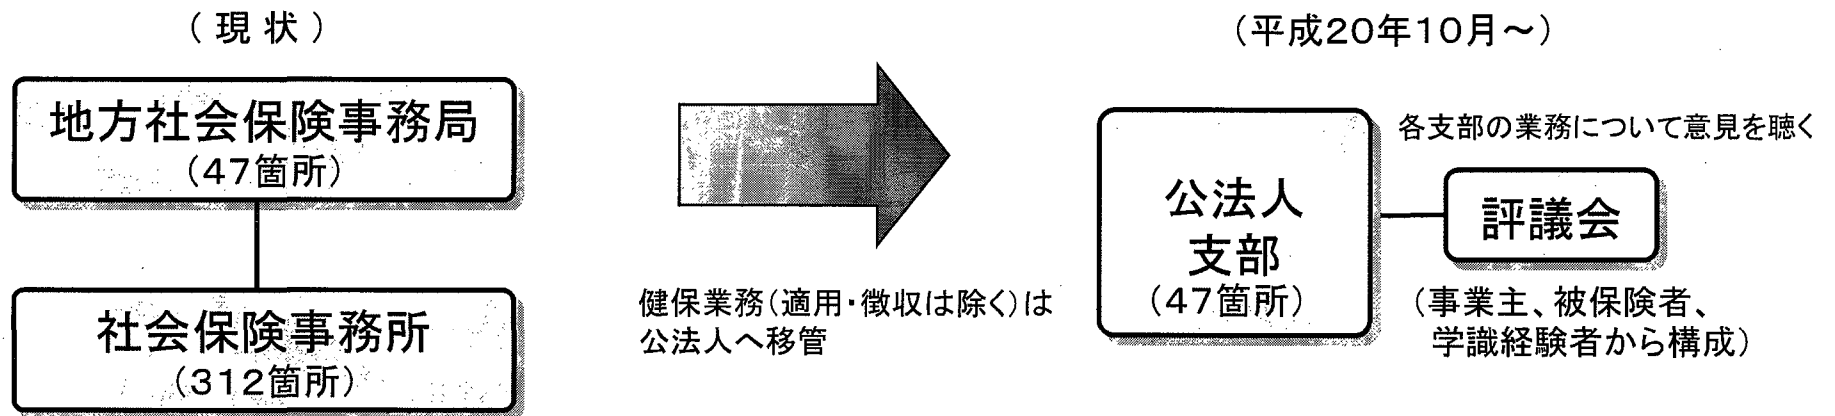 （ 現 状 ）
地方社会保険事務局
（47箇所）
社会保険事務所
（312箇所）
健保業務（適用・徴収は除く）は
公法人へ移管
（平成２０年１０月～）
公法人
支部
（47箇所）
各支部の業務について意見を聴く
評議会
（事業主、被保険者、
学識経験者から構成）